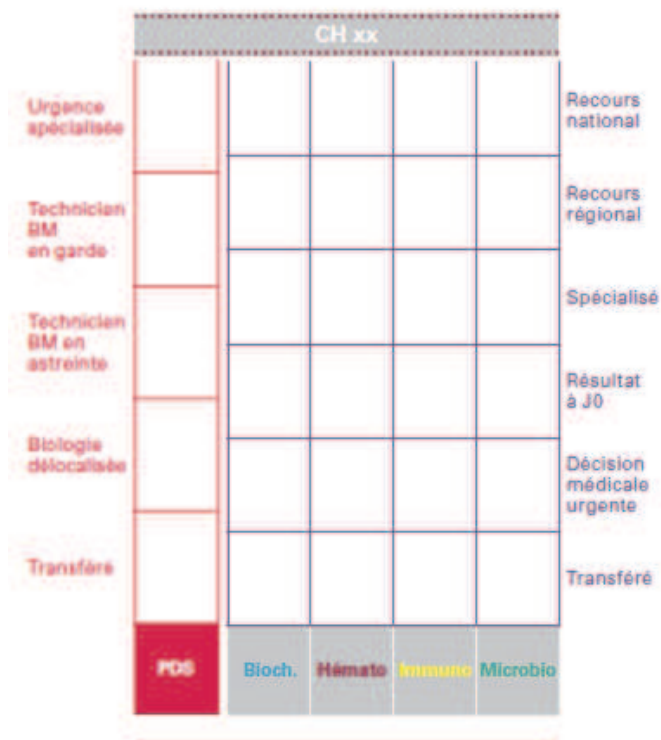 CH xx
Urgence
spécialisée
Technicien
BM
en garde
Technicien
BM en
astreinte
Biologie
délocalisée
Transféré
Recours
national
Recours
régional
Spécialisé
Résultat
à J0
Décision
médicale
urgente
Transféré
PDS
Bioch.
Hémato
Immuno
Microbio